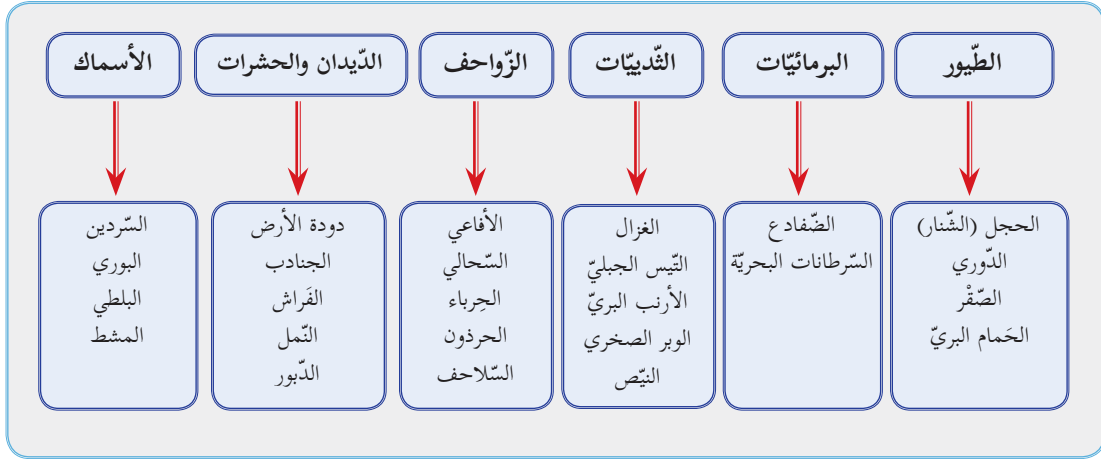 الطّيور
البرمائيّات
الثّدييّات
الزّواحف
الدّيدان والحشرات
الأسماك
الحجل (الشّنار)
الدّوري
الصّقْر
الحَمام البريّ
الضّفادع
السّرطانات البحريّة
الغزال
التّيس الجبليّ
الأرنب البريّ
الوبر الصخري
النيّص
الأفاعي
السّحالي
الحِرباء
الحرذون
السّلاحف
دودة الأرض
الجنادب
الفَراش
النّمل
الدّبور
السّردين
البوري
البلطي
المشط